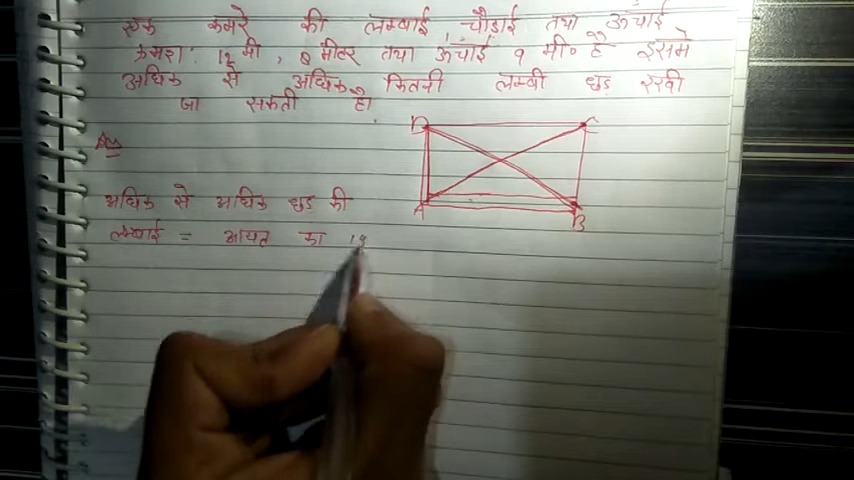 एक कमरे की लम्बाई, चौड़ाई तथा ऊंचाई
क्रमश: 12 मी, 8 मीटर तथा ऊंचाई 9 मी॰ है इसमे
अधिक से अधिक कितनी लम्बी छड़ रखी
जा सकती है।
Ans
D C
अधिक से अधिक छड़ की
A B
लम्बाई = आयत का